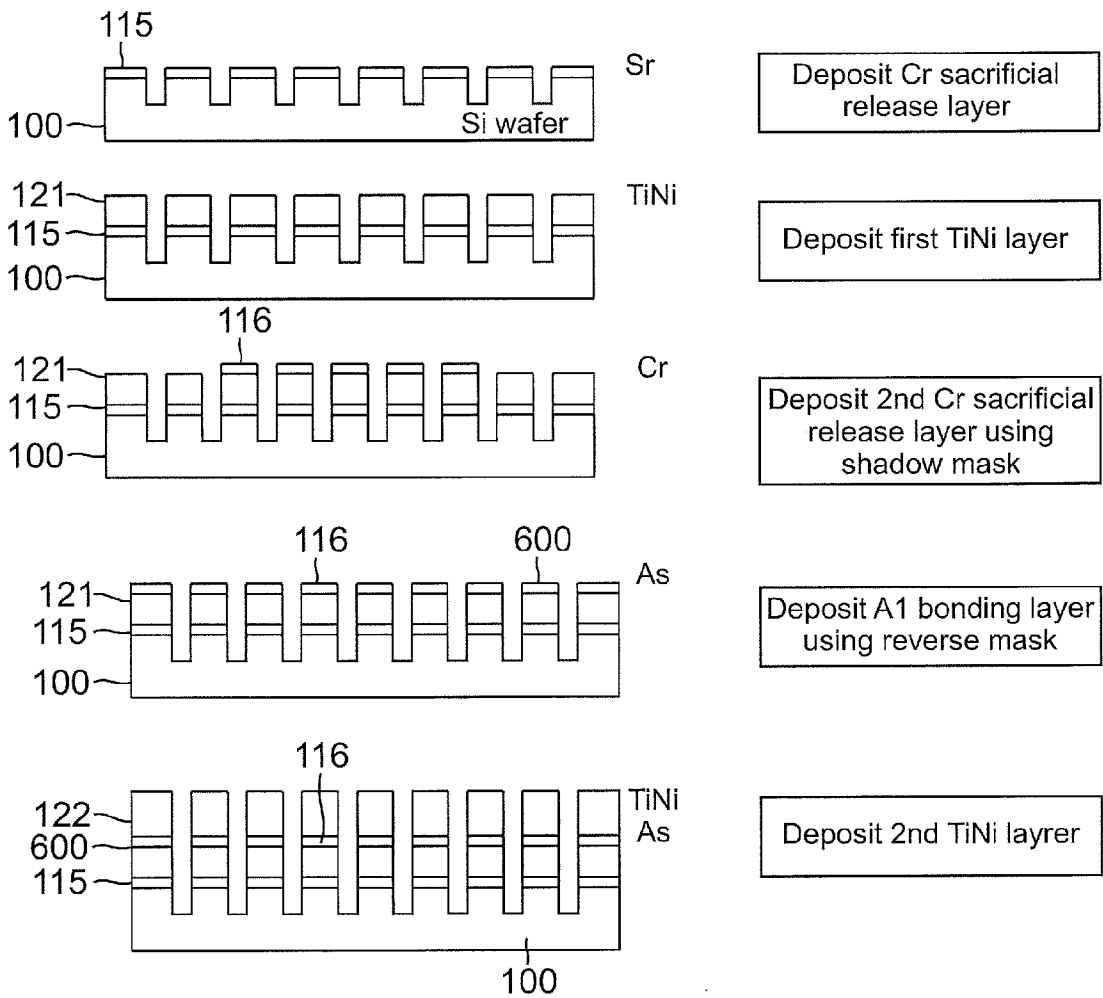 115
Sr
100
Si wafer
Deposit Cr sacrificial
release layer
121
TiNi
115
100
Deposit first TiNi layer
116
121
Cr
115
100
Deposit 2nd Cr sacrificial
release layer using
shadow mask
116
600
As
121
115
100
Deposit A1 bonding layer
using reverse mask
116
122
TiNi
600
As
115
100
Deposit 2nd TiNi layrer